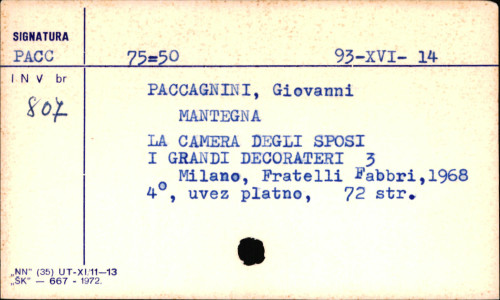 SIGNATURA
PACC 75=50 93-XVI- 14
INV br
807
PACCAGNINI, Giovanni
MANTEGNA
LA CAMERA DEGLI SPOSI
I GRANDI DECORATERI 3
Milano, Fratelli Fabbri,1968
4°, uvez platno, 72 str.
„NN” (35) UT-XI/11—13
„ŠK” — 667 - 1972.